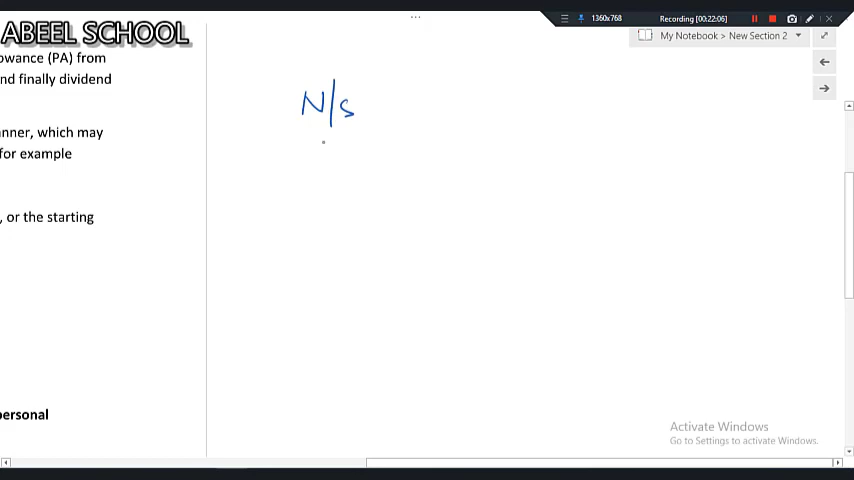 ABEEL SCHOOL
1360x768
Recording [00:22:06]
My Notebook > New Section 2
owance (PA) from
nd finally dividend
N/S
anner, which may
for example
, or the starting
personal
Activate Windows
Go to Settings to activate Windows.